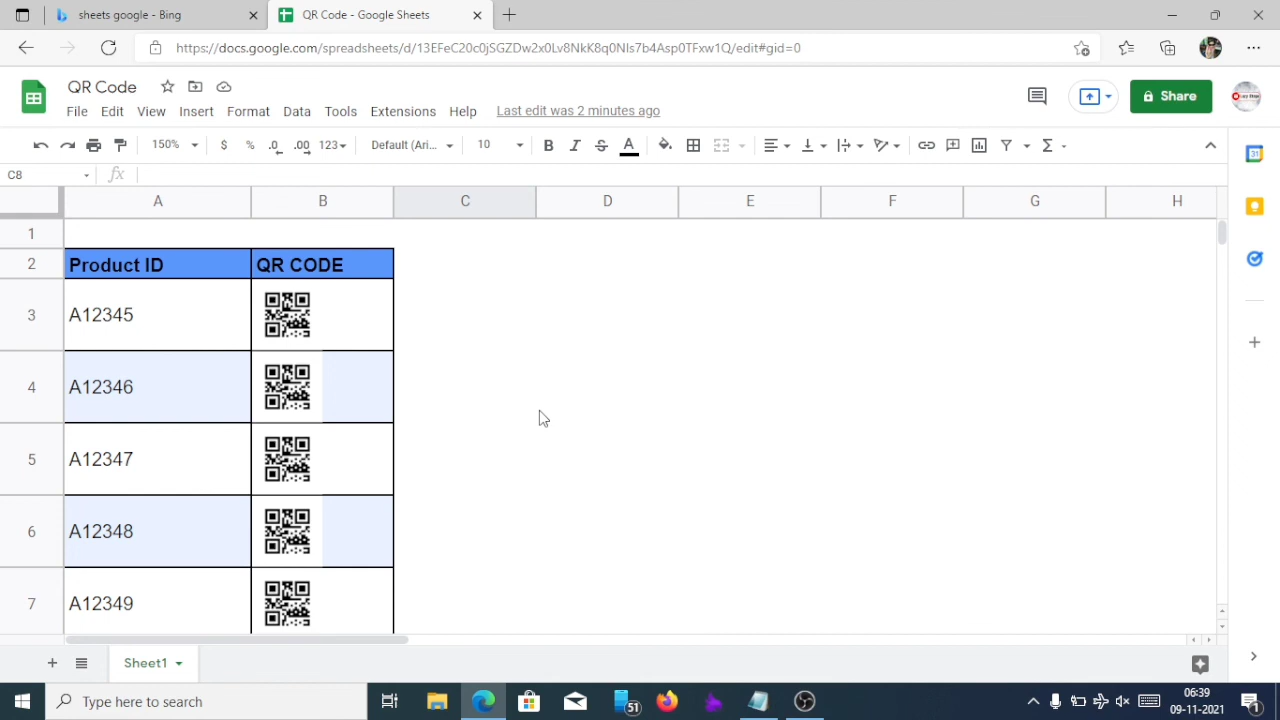 sheets google - Bing
QR Code - Google Sheets
https://docs.google.com/spreadsheets/d/13EFeC20c0jSGZDw2x0Lv8NkK8q0NIs7b4Asp0TFxw1Q/edit#gid=0
QR Code
File Edit View Insert Format Data Tools Extensions Help Last edit was 2 minutes ago
Share
150% $ % .0 .00 123 Default (Ari... 10 B I S A Σ
C8 fx
A B C D E F G H
1
2 Product ID QR CODE
3 A12345
4 A12346
5 A12347
6 A12348
7 A12349
Sheet1
Type here to search
51
06:39
09-11-2021
1